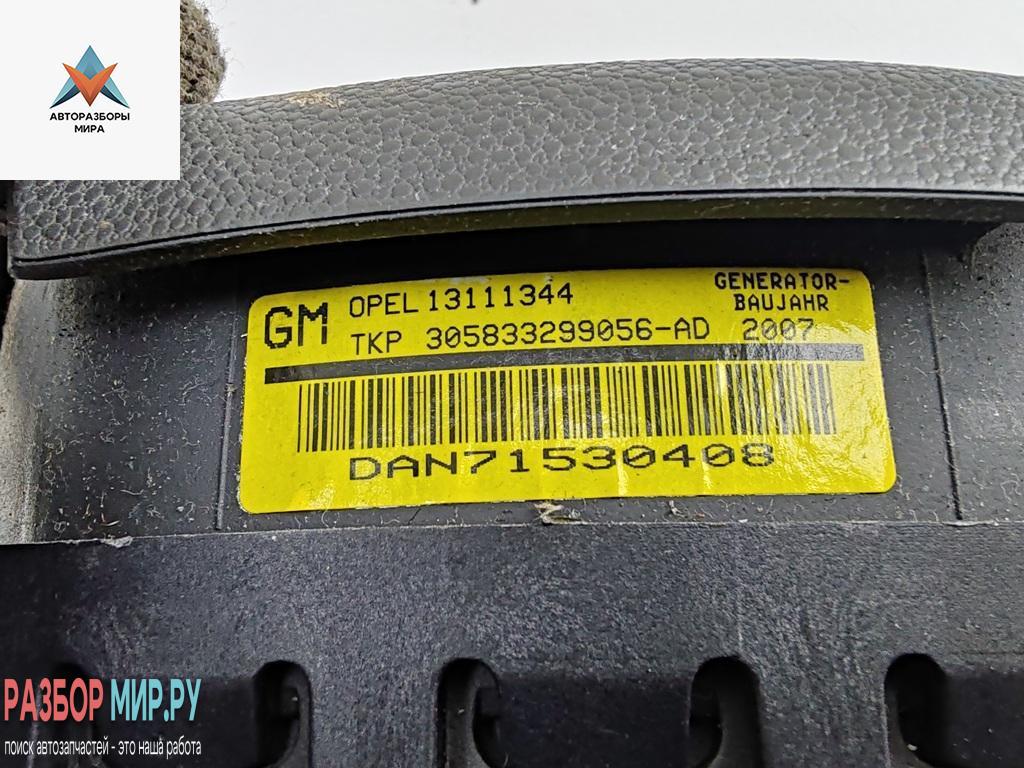 АВТОРАЗБОРЫ
МИРА
GM OPEL 13111344 GENERATOR-
BAUJAHR
TKP 305833299056-AD 2007
DAN71530408
РАЗБОР МИР.РУ
поиск автозапчастей - это наша работа